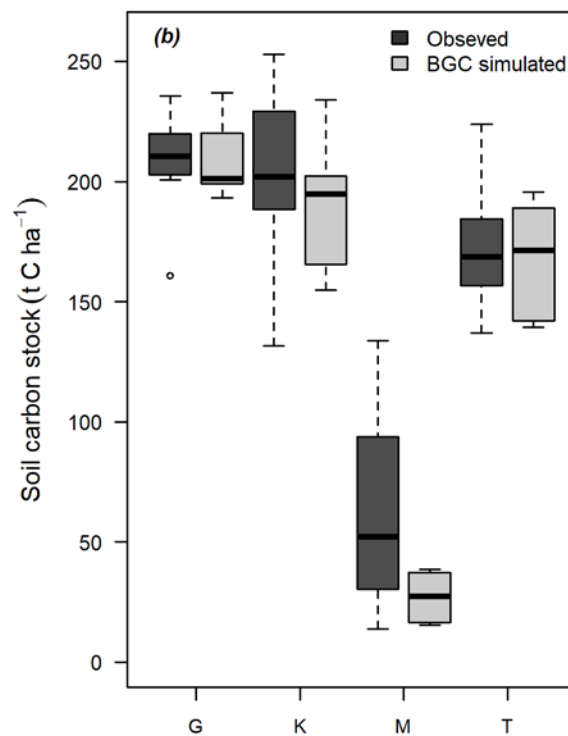 (b)
Obseved
BGC simulated
Soil carbon stock (t C ha⁻¹)
250
200
150
100
50
0
G K M T